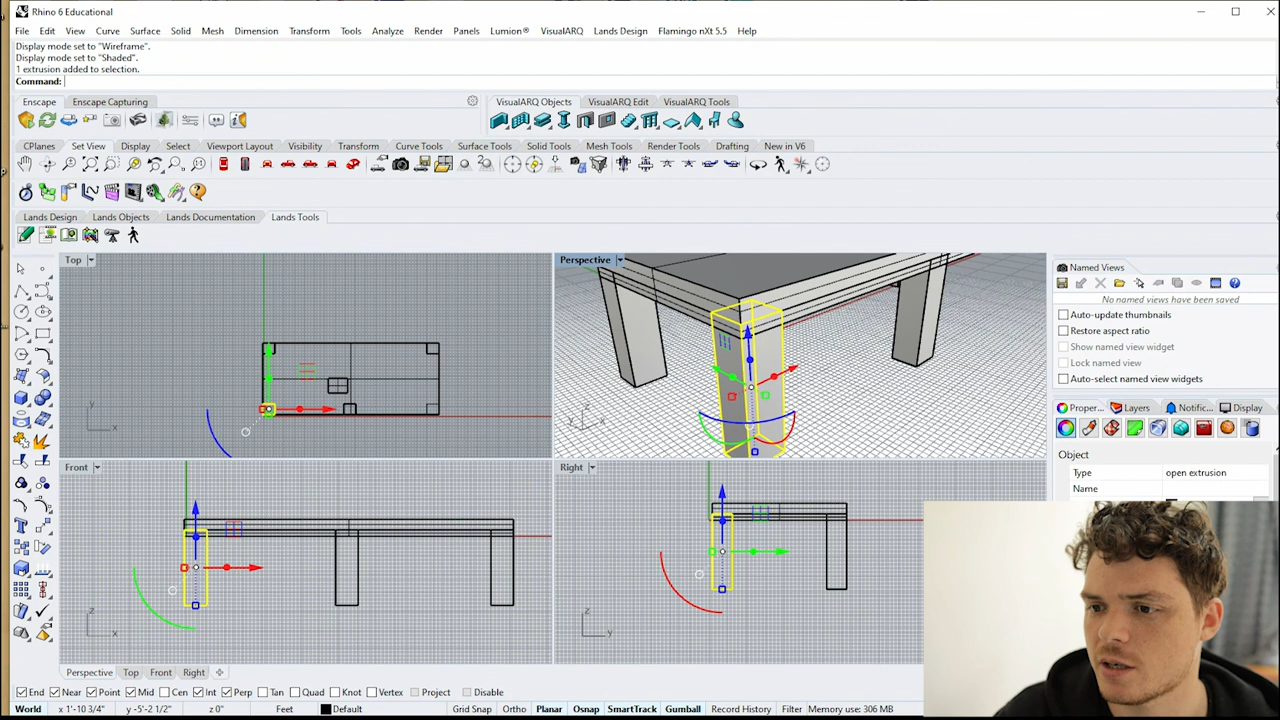 Rhino 6 Educational
File Edit View Curve Surface Solid Mesh Dimension Transform Tools Analyze Render Panels Lumion® VisualARQ Lands Design Flamingo nXt 5.5 Help
Display mode set to "Wireframe".
Display mode set to "Shaded".
1 extrusion added to selection.
Command:
Enscape Enscape Capturing VisualARQ Objects VisualARQ Edit VisualARQ Tools
CPlanes Set View Display Select Viewport Layout Visibility Transform Curve Tools Surface Tools Solid Tools Mesh Tools Render Tools Drafting New in V6
Lands Design Lands Objects Lands Documentation Lands Tools
Top
Perspective
Named Views
No named views have been saved
Auto-update thumbnails
Restore aspect ratio
Show named view widget
Lock named view
Auto-select named view widgets
y
x
Proper... Layers Notific... Display
Object
Type open extrusion
Name
Front
Right
z
x
z
y
Perspective Top Front Right
End Near Point Mid Cen Int Perp Tan Quad Knot Vertex Project Disable
World x 1'-10 3/4" y -5'-2 1/2" z 0" Feet Default Grid Snap Ortho Planar Osnap SmartTrack Gumball Record History Filter Memory use: 306 MB